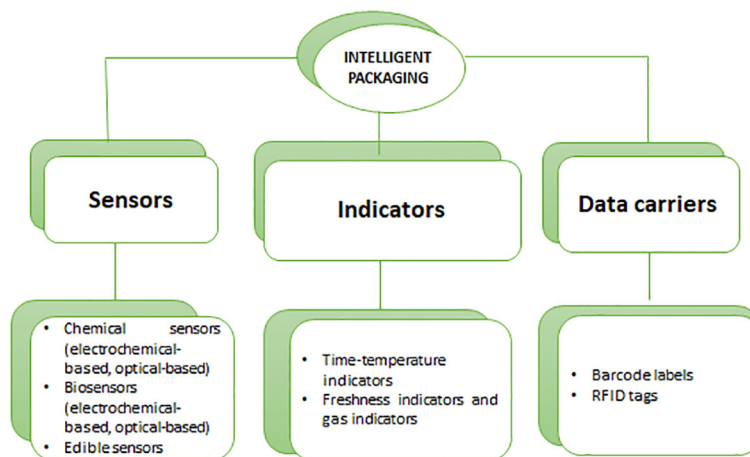 INTELLIGENT
PACKAGING
Sensors
Indicators
Data carriers
• Chemical sensors
(electrochemical-
based, optical-based)
• Biosensors
(electrochemical-
based, optical-based)
• Edible sensors
• Time-temperature
indicators
• Freshness indicators and
gas indicators
• Barcode labels
• RFID tags